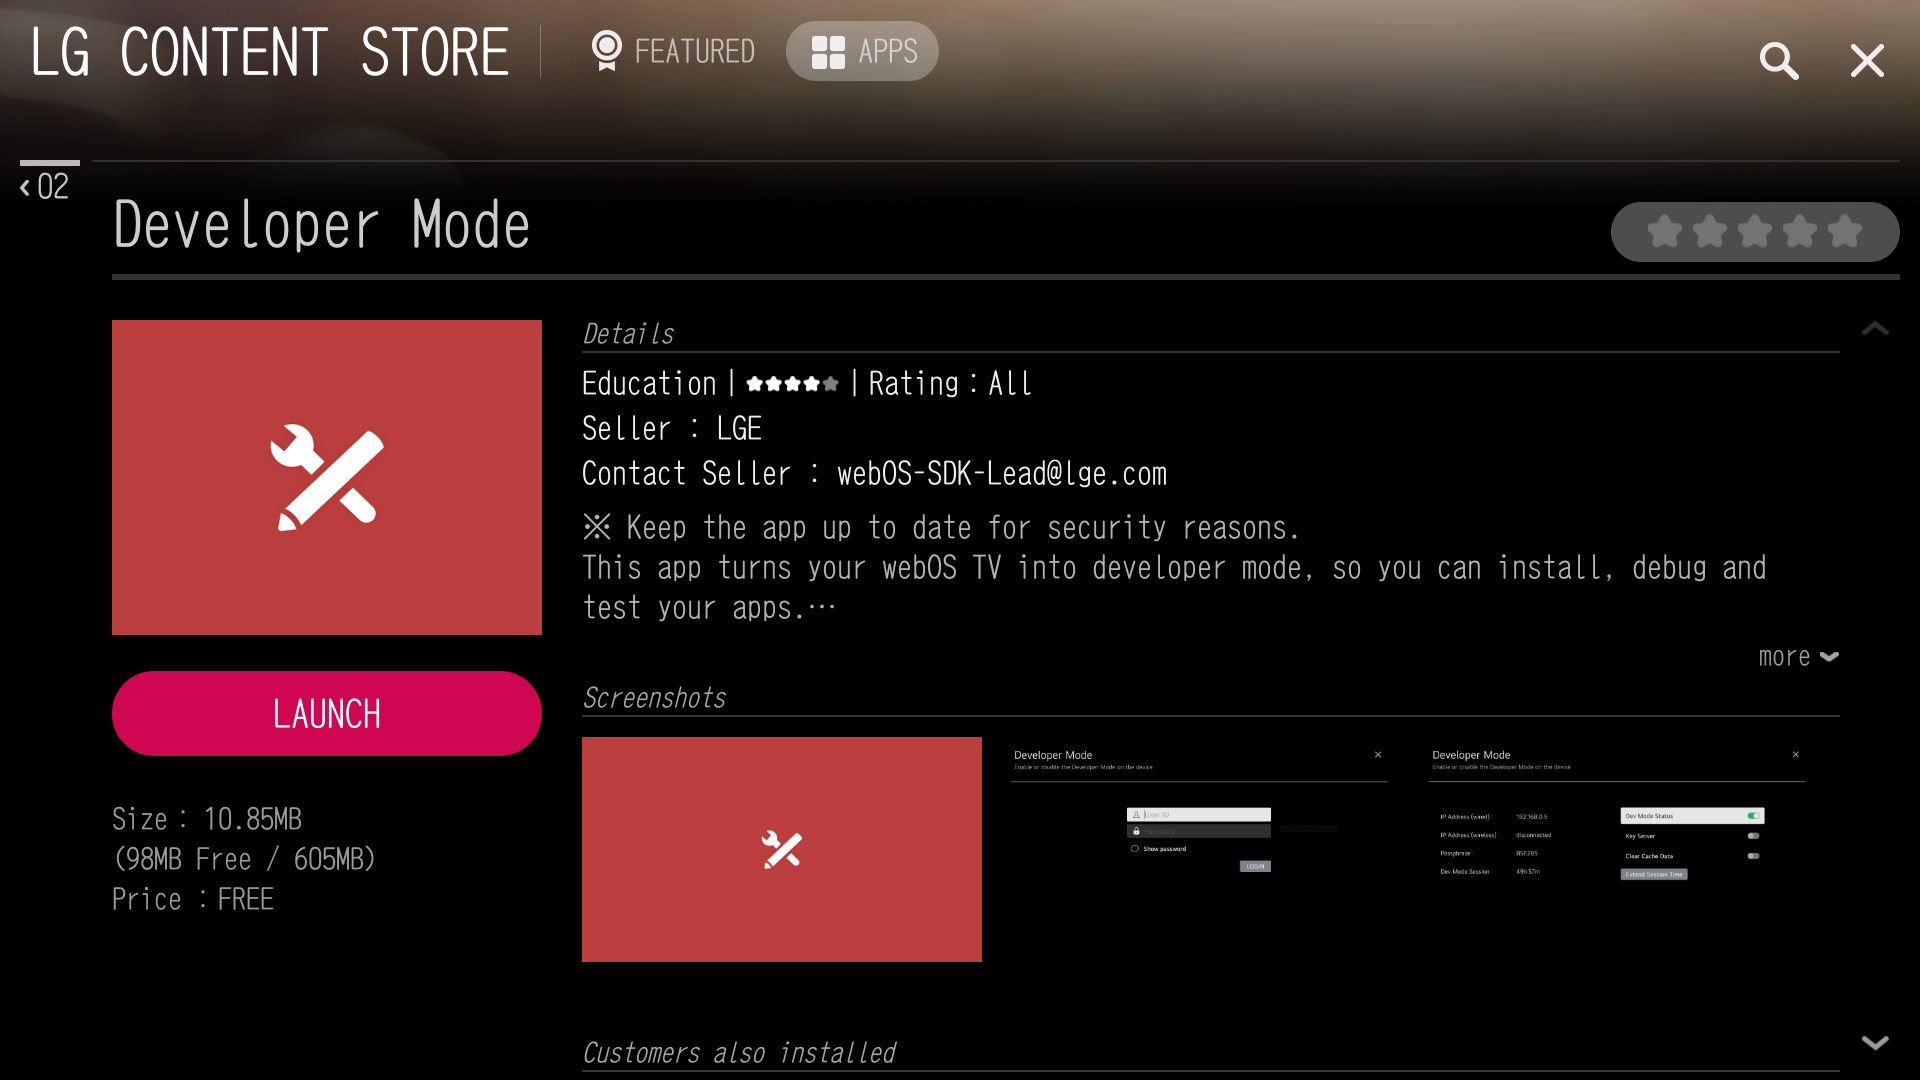 LG CONTENT STORE
FEATURED
APPS
02
Developer Mode
Details
Education | | Rating : All
Seller : LGE
Contact Seller : webOS-SDK-Lead@lge.com
※ Keep the app up to date for security reasons.
This app turns your webOS TV into developer mode, so you can install, debug and
test your apps.…
more
LAUNCH
Size : 10.85MB
(98MB Free / 605MB)
Price : FREE
Screenshots
Developer Mode
Enable or disable the Developer Mode on the device
User ID
Password
Show password
LOGIN
Developer Mode
Enable or disable the Developer Mode on the device
IP Address (wired) : 192.168.0.5
IP Address (wireless) : disconnected
Passphrase : B5E2B5
Dev Mode Session : 49h 57m
Dev Mode Status
Key Server
Clear Cache Data
Extend Session Time
Customers also installed